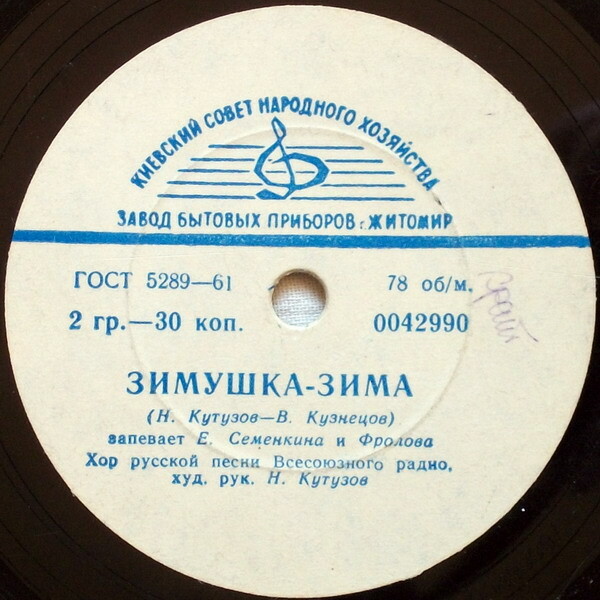 КИЕВСКИЙ СОВЕТ НАРОДНОГО ХОЗЯЙСТВА
ЗАВОД БЫТОВЫХ ПРИБОРОВ г. ЖИТОМИР
ГОСТ 5289—61
78 об/м.
2 гр.—30 коп.
0042990
ЗИМУШКА-ЗИМА
(Н. Кутузов—В. Кузнецов)
запевает Е. Семенкина и Фролова
Хор русской песни Всесоюзного радио,
худ. рук. Н. Кутузов